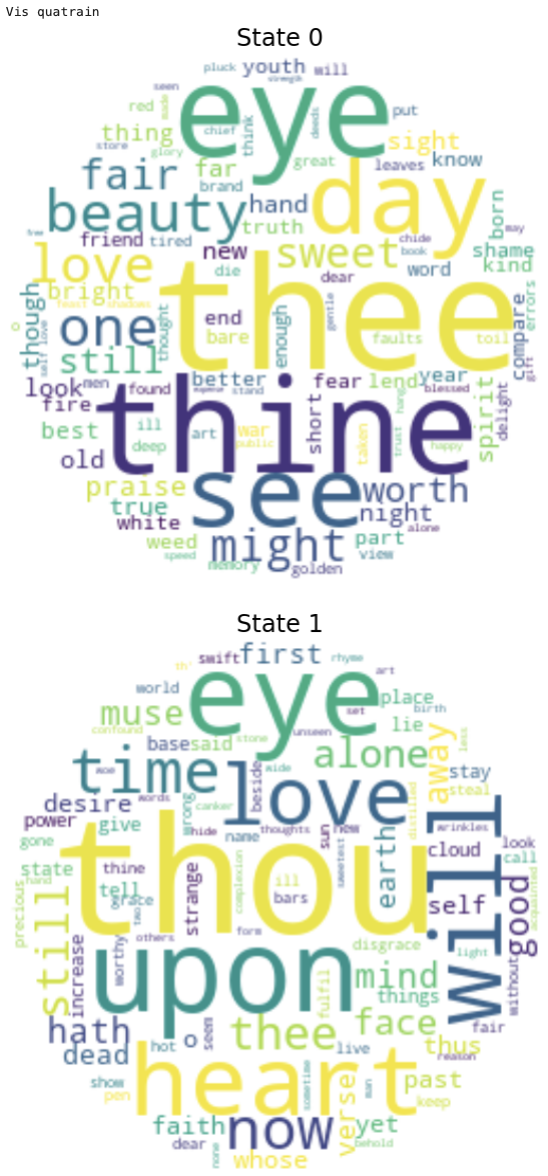 Vis quatrain
State 0
pluck youth will
seen eye strength
red made put
thing chief think deeds sight
store glory great leaves know
fair far day
brand
beauty hand born
truth may
friend tired new sweet chide book shame
tree die dear word kind
love thee
bright feast shadows gentle errors
though self love one thought end enough faults toil compare
o bare
still gift
look men found better stand fear lend year blessed
fire thine short hang delight
best ill art war spirit
deep public taken trust happy
old
praise see worth
true night alone
white might part
weed view
speed memory golden
State 1
swift first rhyme
th' art
world eye place
muse set birth
confound base said stone unseen lie less
time alone away
woe love wide stay
desire words beside steal
power canker distilled wrinkles
give wrong hide name thoughts sun new look
gone thou earth cloud call
state thine complexion ill sweetest will acquainted
hand tell race bars self good
precious strange
still others form
worthy upon disgrace light
increase mind without
fulfil things
hath o seem thee face fair
dead hot live thus reason
show heart sometime man past
pen keep
faith now verse yet
dear none whose behold